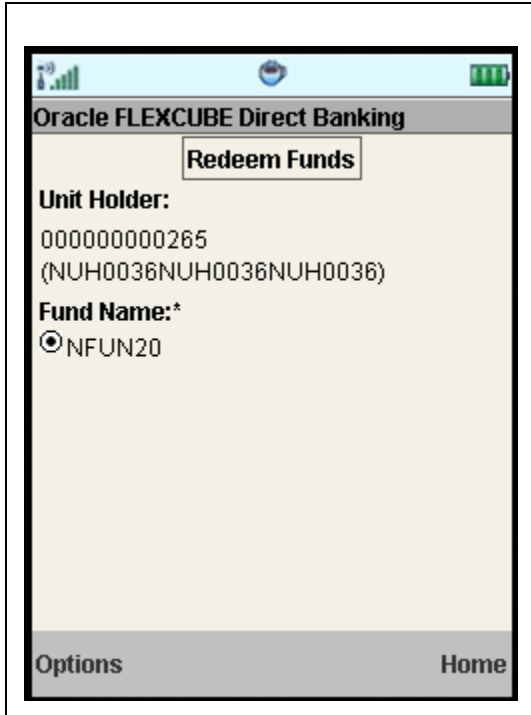 Oracle FLEXCUBE Direct Banking
Redeem Funds
Unit Holder:
000000000265
(NUH0036NUH0036NUH0036)
Fund Name:*
NFUN20
Options Home